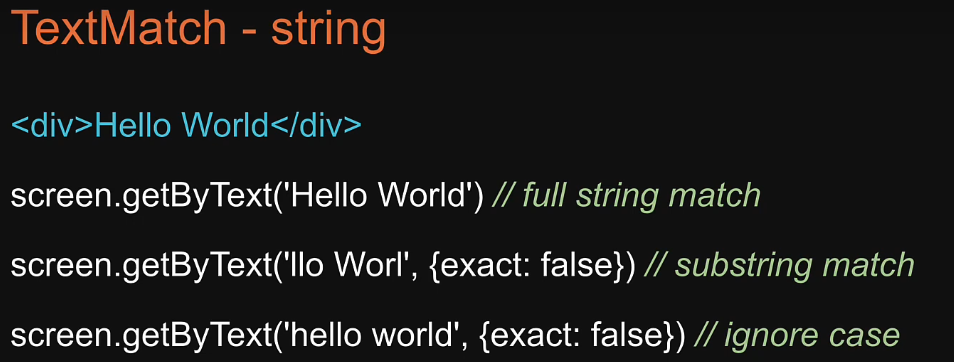 TextMatch - string
<div>Hello World</div>
screen.getByText('Hello World') // full string match
screen.getByText('llo Worl', {exact: false}) // substring match
screen.getByText('hello world', {exact: false}) // ignore case